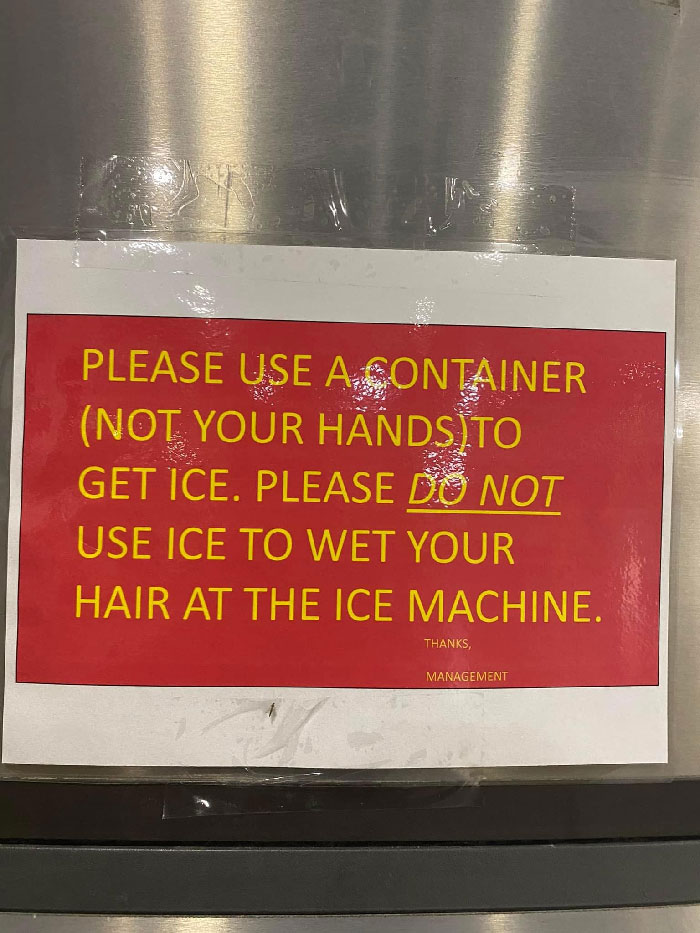 PLEASE USE A CONTAINER
(NOT YOUR HANDS)TO
GET ICE. PLEASE DO NOT
USE ICE TO WET YOUR
HAIR AT THE ICE MACHINE.
THANKS,
MANAGEMENT